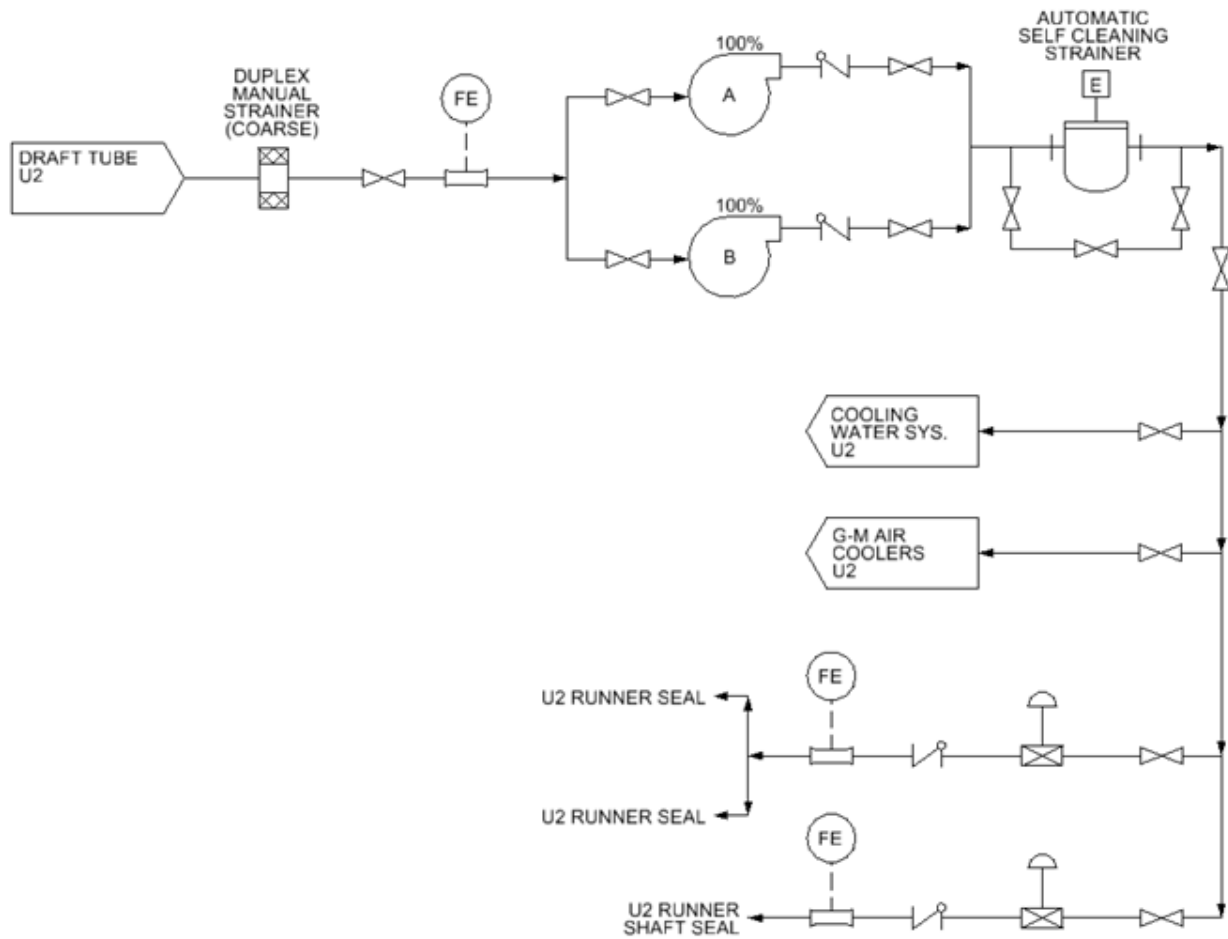 AUTOMATIC
SELF CLEANING
STRAINER
E
100%
A
DUPLEX
MANUAL
STRAINER
(COARSE)
FE
DRAFT TUBE
U2
100%
B
COOLING
WATER SYS.
U2
G-M AIR
COOLERS
U2
FE
U2 RUNNER SEAL
U2 RUNNER SEAL
FE
U2 RUNNER
SHAFT SEAL